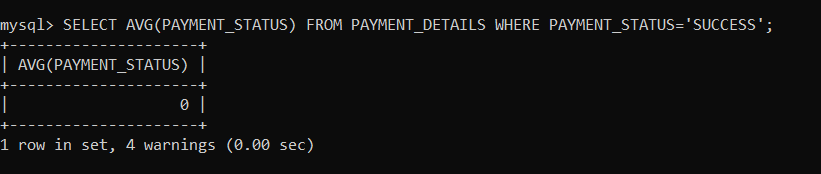 mysql> SELECT AVG(PAYMENT_STATUS) FROM PAYMENT_DETAILS WHERE PAYMENT_STATUS='SUCCESS';
+---------------------+
| AVG(PAYMENT_STATUS) |
+---------------------+
|                   0 |
+---------------------+
1 row in set, 4 warnings (0.00 sec)